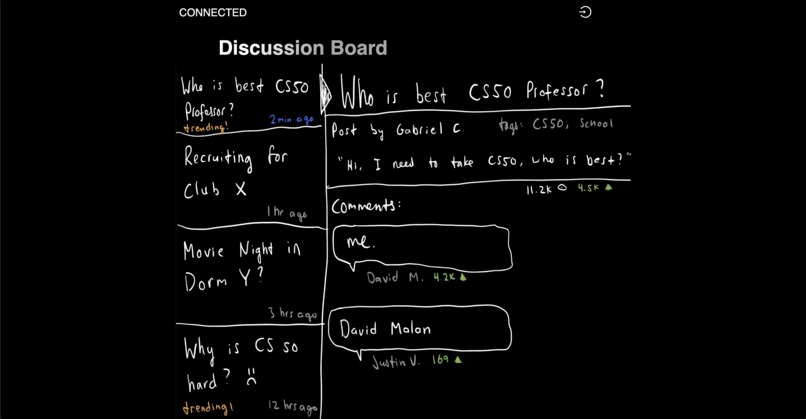 CONNECTED
Discussion Board
Who is best CS50
Professor?
trending!
2min ago
Recruiting for
Club X
1 hr ago
Movie Night in
Dorm Y?
3 hrs ago
Why is CS so
hard? :(
trending!
12 hrs ago
Who is best CS50 Professor?
Post by Gabriel C. tags: CS50, School
"Hi, I need to take CS50, who is best?"
11.2K 4.5K ▲
Comments:
me.
David M. 4.2K ▲
David Malan
Justin V. 169 ▲